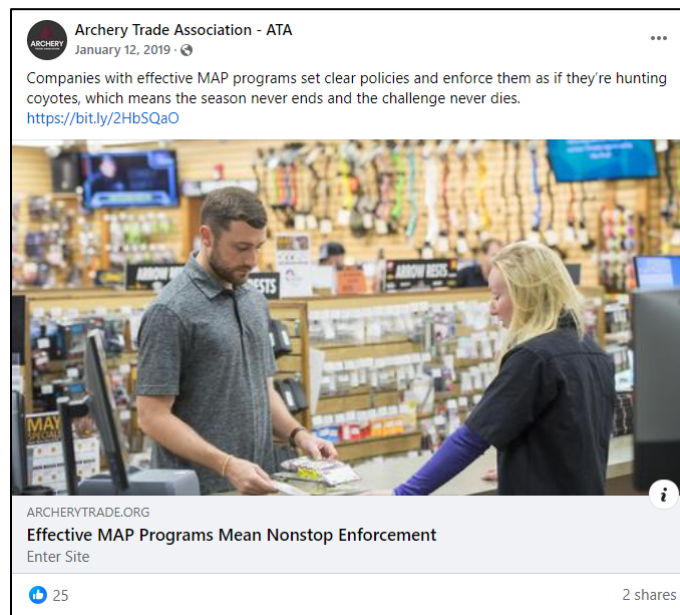 ARCHERY
Archery Trade Association - ATA
January 12, 2019 ·
Companies with effective MAP programs set clear policies and enforce them as if they're hunting
coyotes, which means the season never ends and the challenge never dies.
https://bit.ly/2HbSQaO
ARROW RESTS
ARROW RESTS
MAY
ARCHERYTRADE.ORG
Effective MAP Programs Mean Nonstop Enforcement
Enter Site
25
2 shares